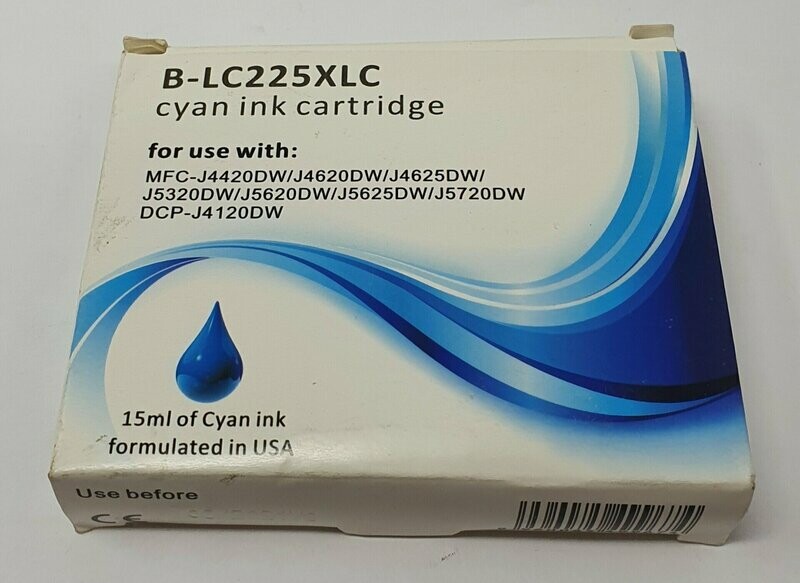 B-LC225XLC
cyan ink cartridge
for use with:
MFC-J4420DW/J4620DW/J4625DW/
J5320DW/J5620DW/J5625DW/J5720DW
DCP-J4120DW
15ml of Cyan ink
formulated in USA
Use before
CE